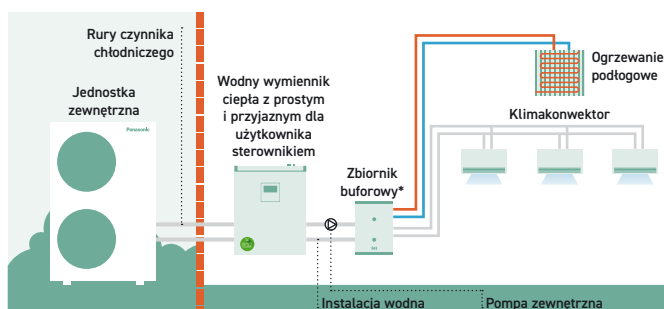 Rury czynnika
chłodniczego
Jednostka
zewnętrzna
Panasonic
Wodny wymiennik
ciepła z prostym
i przyjaznym dla
użytkownika
sterownikiem
Zbiornik
buforowy*
Ogrzewanie
podłogowe
Klimakonwektor
Instalacja wodna
Pompa zewnętrzna